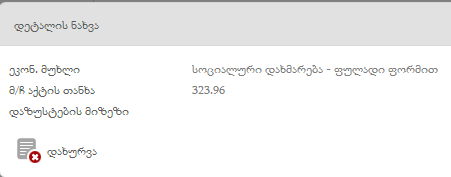 დეტალის ნახვა
ეკონ. მუხლი სოციალური დახმარება - ფულადი ფორმით
მ/ჩ აქტის თანხა 323.96
დაზუსტების მიზეზი
დახურვა